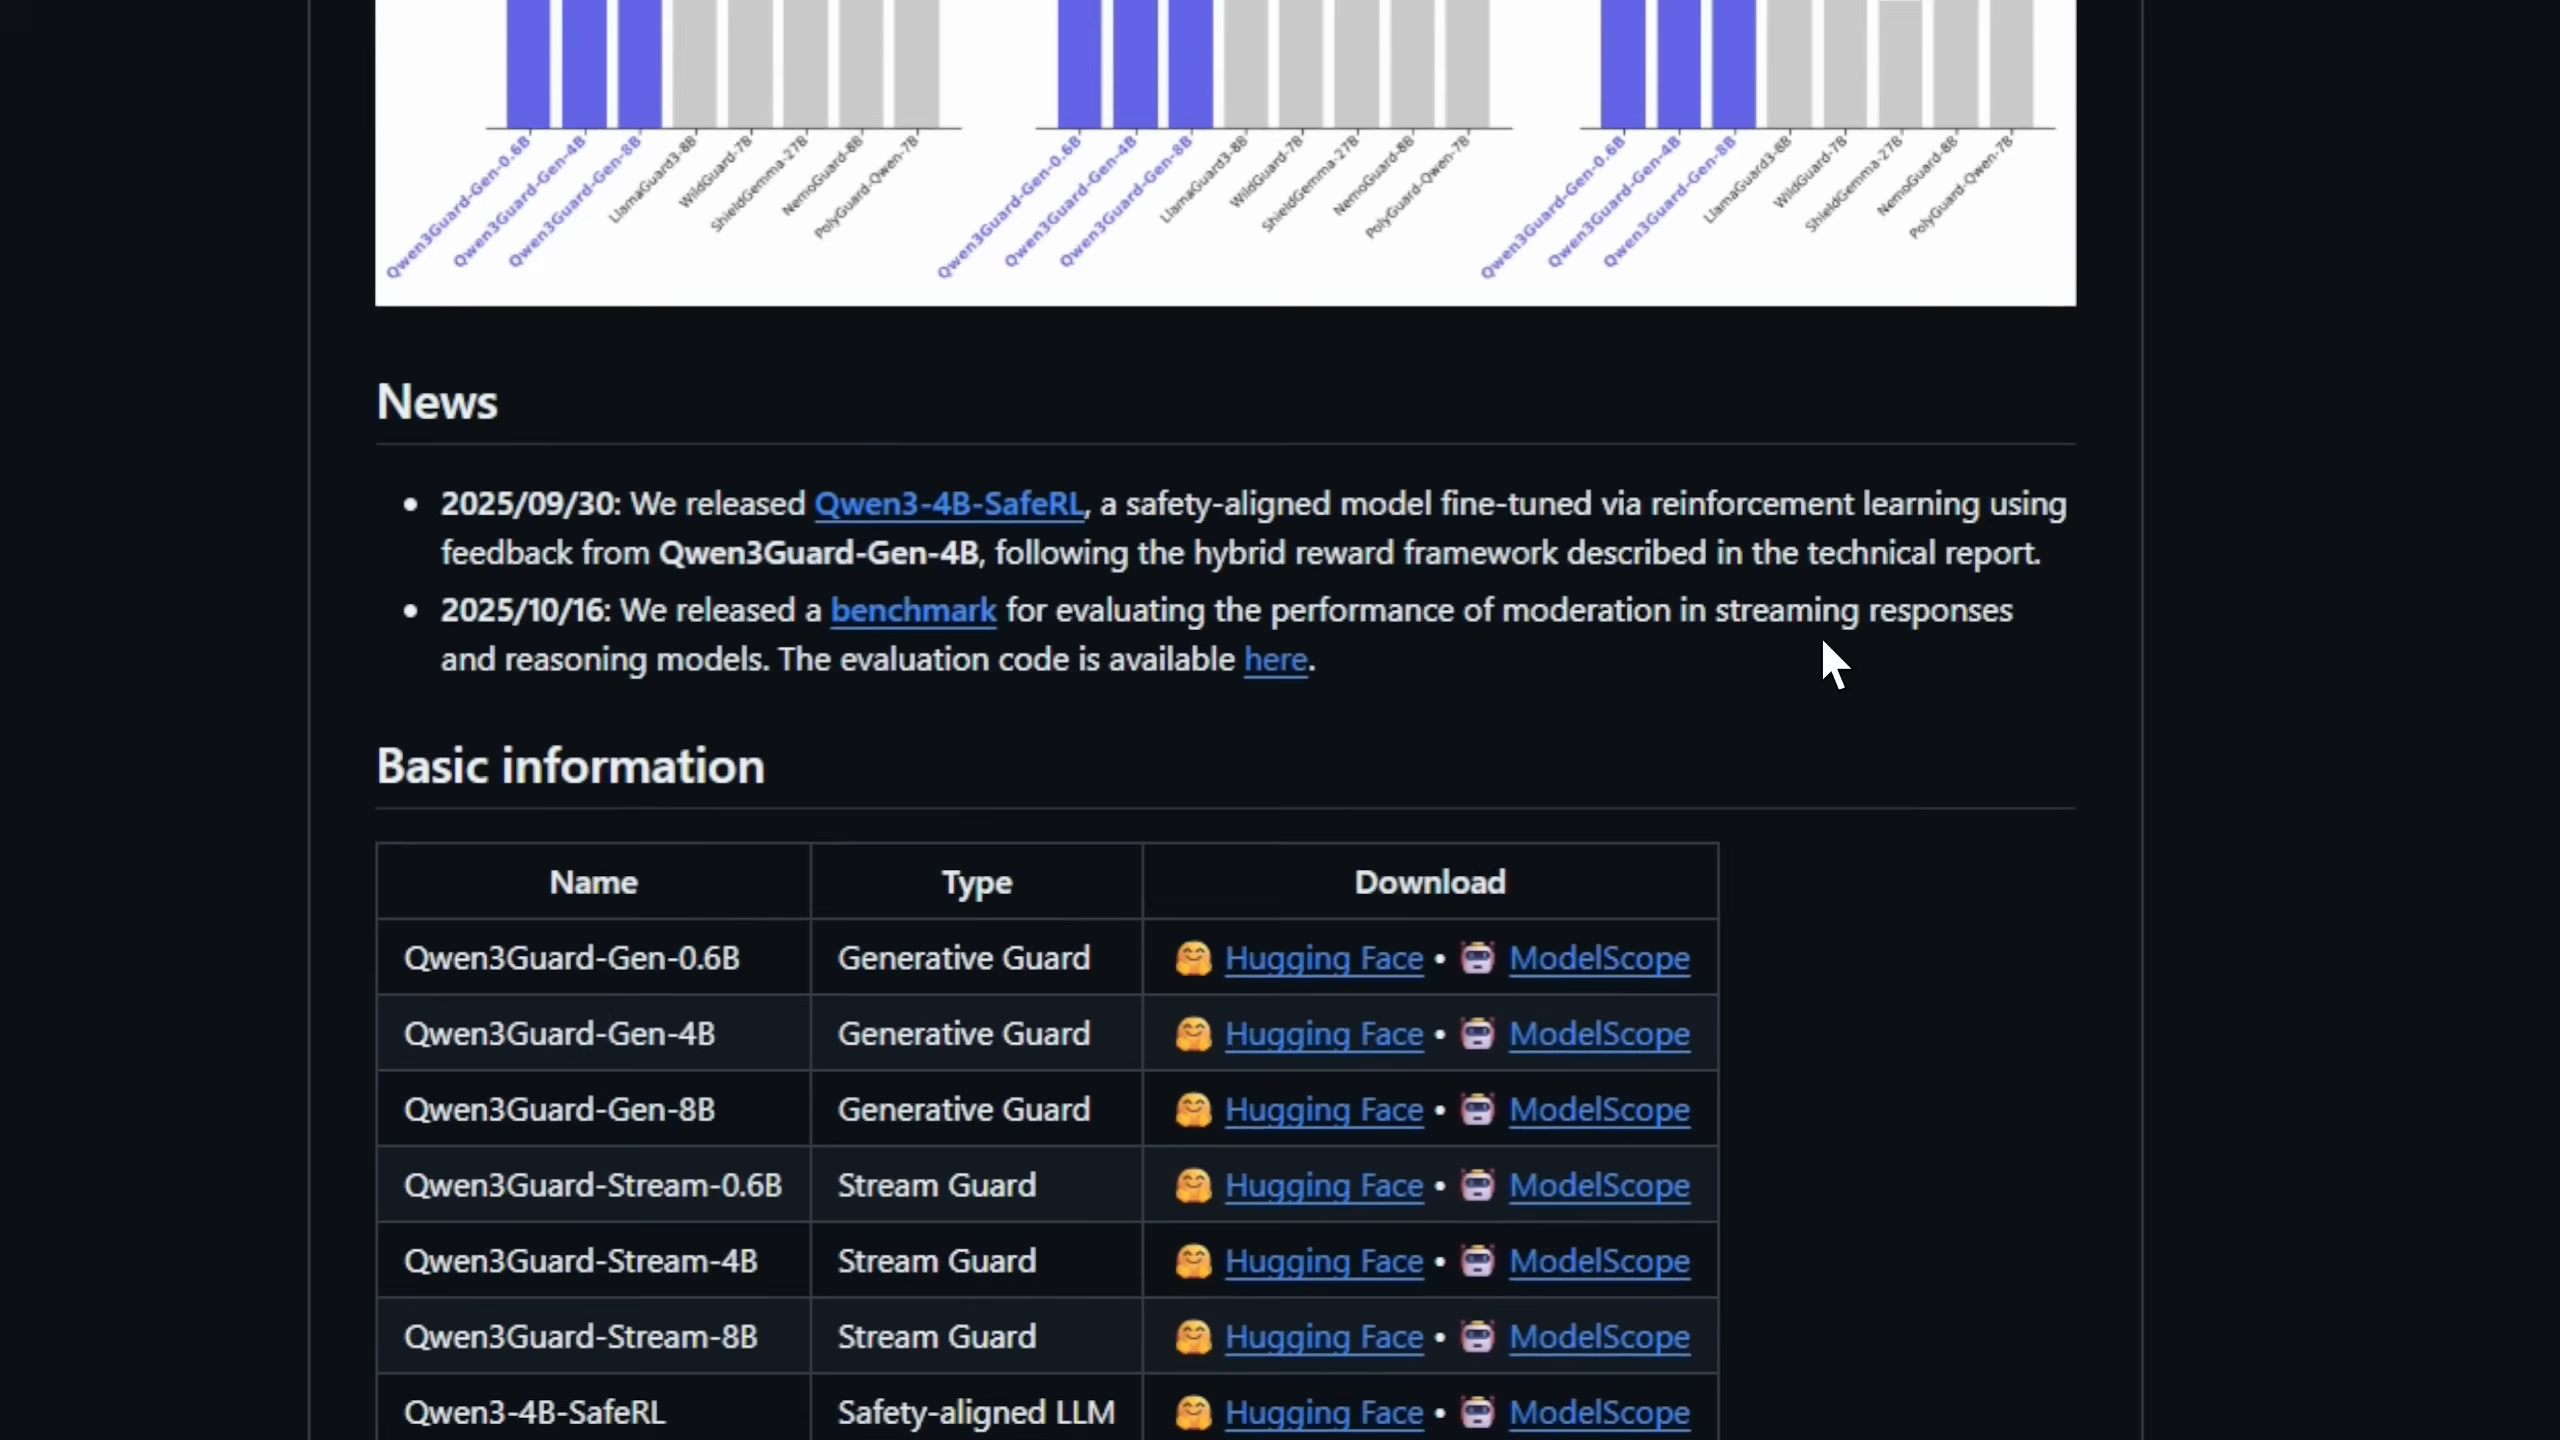 Qwen3Guard-Gen-0.6B
Qwen3Guard-Gen-4B
Qwen3Guard-Gen-8B
LlamaGuard3-8B
WildGuard-7B
ShieldGemma-27B
NemoGuard-8B
PolyGuard-Qwen-7B
Qwen3Guard-Gen-0.6B
Qwen3Guard-Gen-4B
Qwen3Guard-Gen-8B
LlamaGuard3-8B
WildGuard-7B
ShieldGemma-27B
NemoGuard-8B
PolyGuard-Qwen-7B
Qwen3Guard-Gen-0.6B
Qwen3Guard-Gen-4B
Qwen3Guard-Gen-8B
LlamaGuard3-8B
WildGuard-7B
ShieldGemma-27B
NemoGuard-8B
PolyGuard-Qwen-7B
News
• 2025/09/30: We released Qwen3-4B-SafeRL, a safety-aligned model fine-tuned via reinforcement learning using
feedback from Qwen3Guard-Gen-4B, following the hybrid reward framework described in the technical report.
• 2025/10/16: We released a benchmark for evaluating the performance of moderation in streaming responses
and reasoning models. The evaluation code is available here.
Basic information
Name Type Download
Qwen3Guard-Gen-0.6B Generative Guard 🤗 Hugging Face • 🤖 ModelScope
Qwen3Guard-Gen-4B Generative Guard 🤗 Hugging Face • 🤖 ModelScope
Qwen3Guard-Gen-8B Generative Guard 🤗 Hugging Face • 🤖 ModelScope
Qwen3Guard-Stream-0.6B Stream Guard 🤗 Hugging Face • 🤖 ModelScope
Qwen3Guard-Stream-4B Stream Guard 🤗 Hugging Face • 🤖 ModelScope
Qwen3Guard-Stream-8B Stream Guard 🤗 Hugging Face • 🤖 ModelScope
Qwen3-4B-SafeRL Safety-aligned LLM 🤗 Hugging Face • 🤖 ModelScope